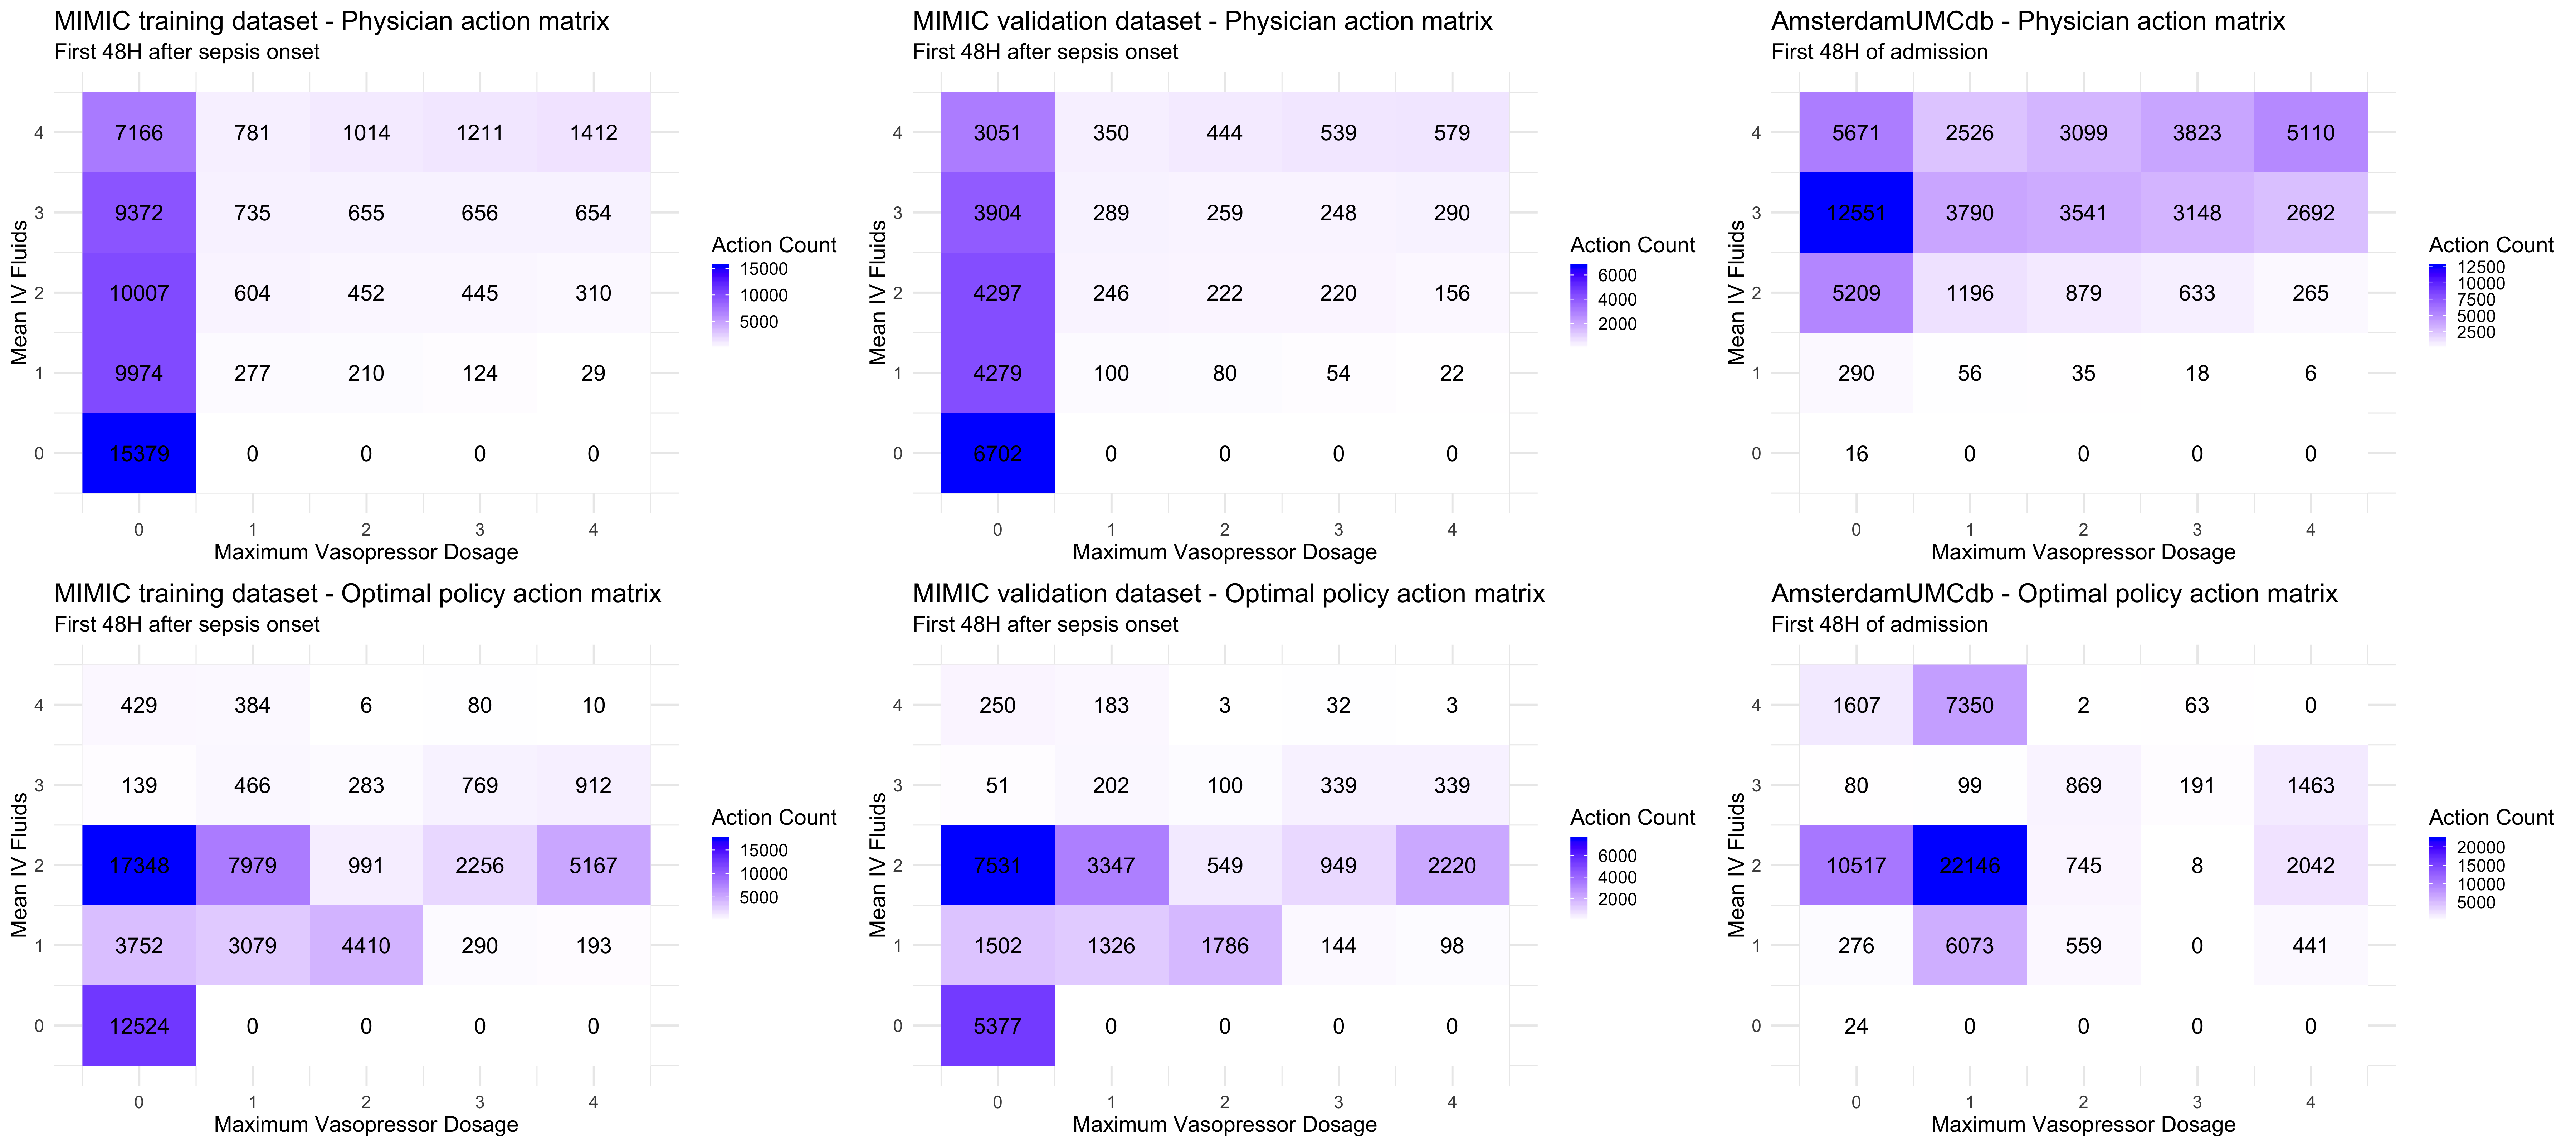 MIMIC training dataset - Physician action matrix
First 48H after sepsis onset
Mean IV Fluids
4 7166 781 1014 1211 1412
3 9372 735 655 656 654
2 10007 604 452 445 310
1 9974 277 210 124 29
0 15379 0 0 0 0
0 1 2 3 4
Maximum Vasopressor Dosage
Action Count
15000
10000
5000
MIMIC validation dataset - Physician action matrix
First 48H after sepsis onset
Mean IV Fluids
4 3051 350 444 539 579
3 3904 289 259 248 290
2 4297 246 222 220 156
1 4279 100 80 54 22
0 6702 0 0 0 0
0 1 2 3 4
Maximum Vasopressor Dosage
Action Count
6000
4000
2000
AmsterdamUMCdb - Physician action matrix
First 48H of admission
Mean IV Fluids
4 5671 2526 3099 3823 5110
3 12551 3790 3541 3148 2692
2 5209 1196 879 633 265
1 290 56 35 18 6
0 16 0 0 0 0
0 1 2 3 4
Maximum Vasopressor Dosage
Action Count
12500
10000
7500
5000
2500
MIMIC training dataset - Optimal policy action matrix
First 48H after sepsis onset
Mean IV Fluids
4 429 384 6 80 10
3 139 466 283 769 912
2 17348 7979 991 2256 5167
1 3752 3079 4410 290 193
0 12524 0 0 0 0
0 1 2 3 4
Maximum Vasopressor Dosage
Action Count
15000
10000
5000
MIMIC validation dataset - Optimal policy action matrix
First 48H after sepsis onset
Mean IV Fluids
4 250 183 3 32 3
3 51 202 100 339 339
2 7531 3347 549 949 2220
1 1502 1326 1786 144 98
0 5377 0 0 0 0
0 1 2 3 4
Maximum Vasopressor Dosage
Action Count
6000
4000
2000
AmsterdamUMCdb - Optimal policy action matrix
First 48H of admission
Mean IV Fluids
4 1607 7350 2 63 0
3 80 99 869 191 1463
2 10517 22146 745 8 2042
1 276 6073 559 0 441
0 24 0 0 0 0
0 1 2 3 4
Maximum Vasopressor Dosage
Action Count
20000
15000
10000
5000